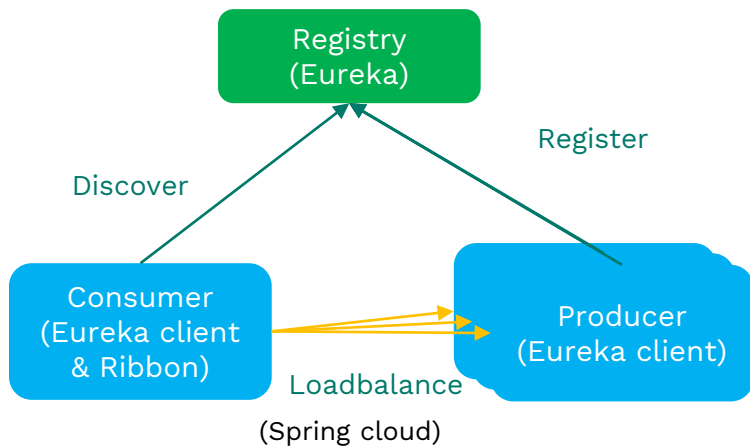 Registry
(Eureka)
Register
Discover
Consumer
(Eureka client
& Ribbon)
Producer
(Eureka client)
Loadbalance
(Spring cloud)